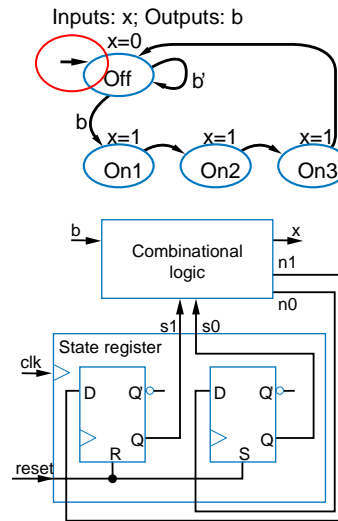 Inputs: x; Outputs: b
x=0
Off
b'
b
x=1 x=1 x=1
On1 On2 On3
b x
Combinational
logic
n1
n0
s1 s0
State register
clk
D Q' D Q'
Q Q
R S
reset